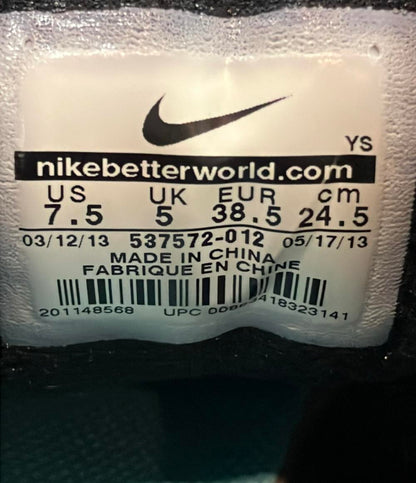 YS
nikebetterworld.com
US UK EUR cm
7.5 5 38.5 24.5
03/12/13 537572-012 05/17/13
MADE IN CHINA
FABRIQUE EN CHINE
201148568 UPC